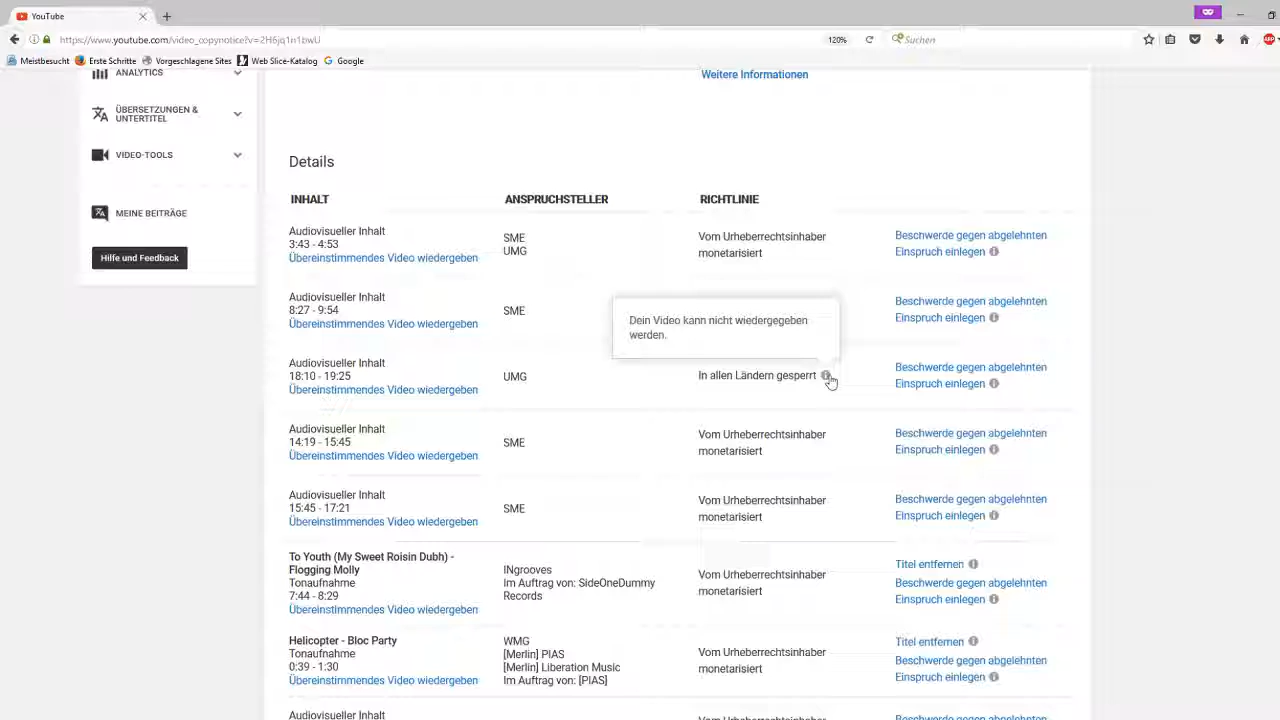 YouTube
https://www.youtube.com/video_copynotice?v=2H6jq1n1bwU
120%
Suchen
Meistbesucht
Erste Schritte
Vorgeschlagene Sites
Web Slice-Katalog
Google
ANALYTICS
ÜBERSETZUNGEN &
UNTERTITEL
VIDEO-TOOLS
MEINE BEITRÄGE
Hilfe und Feedback
Weitere Informationen
Details
INHALT
ANSPRUCHSTELLER
RICHTLINIE
Audiovisueller Inhalt
3:43 - 4:53
Übereinstimmendes Video wiedergeben
SME
UMG
Vom Urheberrechtsinhaber
monetarisiert
Beschwerde gegen abgelehnten
Einspruch einlegen
Audiovisueller Inhalt
8:27 - 9:54
Übereinstimmendes Video wiedergeben
SME
Dein Video kann nicht wiedergegeben
werden.
Beschwerde gegen abgelehnten
Einspruch einlegen
Audiovisueller Inhalt
18:10 - 19:25
Übereinstimmendes Video wiedergeben
UMG
In allen Ländern gesperrt
Beschwerde gegen abgelehnten
Einspruch einlegen
Audiovisueller Inhalt
14:19 - 15:45
Übereinstimmendes Video wiedergeben
SME
Vom Urheberrechtsinhaber
monetarisiert
Beschwerde gegen abgelehnten
Einspruch einlegen
Audiovisueller Inhalt
15:45 - 17:21
Übereinstimmendes Video wiedergeben
SME
Vom Urheberrechtsinhaber
monetarisiert
Beschwerde gegen abgelehnten
Einspruch einlegen
To Youth (My Sweet Roisin Dubh) -
Flogging Molly
Tonaufnahme
7:44 - 8:29
Übereinstimmendes Video wiedergeben
INgrooves
Im Auftrag von: SideOneDummy
Records
Vom Urheberrechtsinhaber
monetarisiert
Titel entfernen
Beschwerde gegen abgelehnten
Einspruch einlegen
Helicopter - Bloc Party
Tonaufnahme
0:39 - 1:30
Übereinstimmendes Video wiedergeben
WMG
[Merlin] PIAS
[Merlin] Liberation Music
Im Auftrag von: [PIAS]
Vom Urheberrechtsinhaber
monetarisiert
Titel entfernen
Beschwerde gegen abgelehnten
Einspruch einlegen
Audiovisueller Inhalt
Vom Urheberrechtsinhaber
Beschwerde gegen abgelehnten